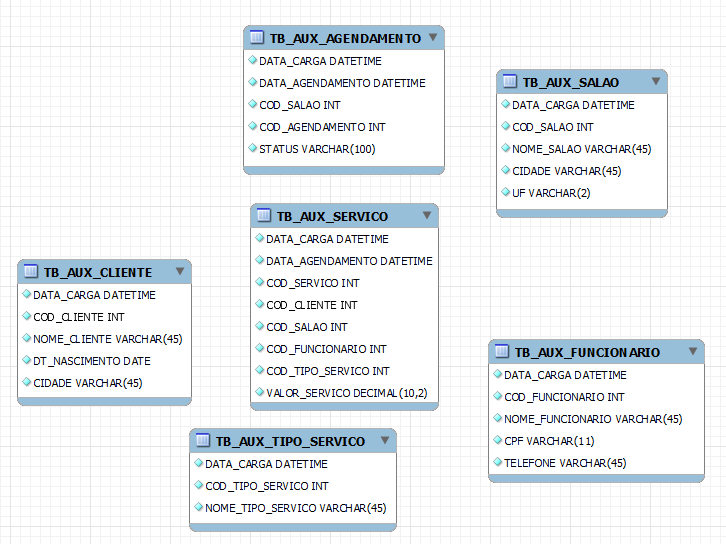 TB_AUX_AGENDAMENTO
DATA_CARGA DATETIME
DATA_AGENDAMENTO DATETIME
COD_SALAO INT
COD_AGENDAMENTO INT
STATUS VARCHAR(100)
TB_AUX_SALAO
DATA_CARGA DATETIME
COD_SALAO INT
NOME_SALAO VARCHAR(45)
CIDADE VARCHAR(45)
UF VARCHAR(2)
TB_AUX_SERVICO
DATA_CARGA DATETIME
DATA_AGENDAMENTO DATETIME
COD_SERVICO INT
COD_CLIENTE INT
COD_SALAO INT
COD_FUNCIONARIO INT
COD_TIPO_SERVICO INT
VALOR_SERVICO DECIMAL(10,2)
TB_AUX_CLIENTE
DATA_CARGA DATETIME
COD_CLIENTE INT
NOME_CLIENTE VARCHAR(45)
DT_NASCIMENTO DATE
CIDADE VARCHAR(45)
TB_AUX_FUNCIONARIO
DATA_CARGA DATETIME
COD_FUNCIONARIO INT
NOME_FUNCIONARIO VARCHAR(45)
CPF VARCHAR(11)
TELEFONE VARCHAR(45)
TB_AUX_TIPO_SERVICO
DATA_CARGA DATETIME
COD_TIPO_SERVICO INT
NOME_TIPO_SERVICO VARCHAR(45)